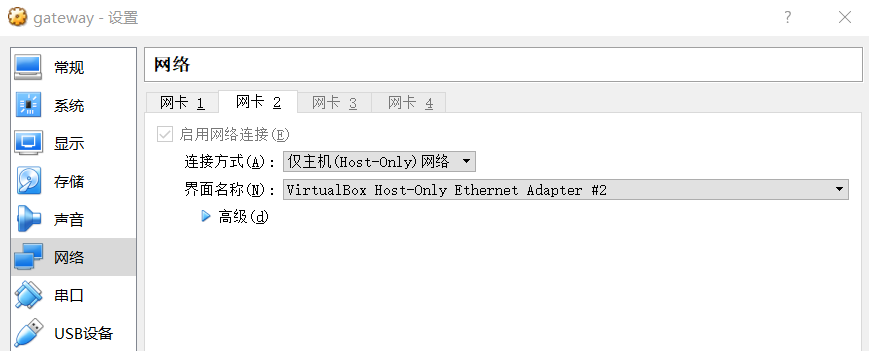 gateway - 设置
常规
系统
显示
存储
声音
网络
串口
USB设备
网络
网卡 1 网卡 2 网卡 3 网卡 4
启用网络连接(E)
连接方式(A): 仅主机(Host-Only)网络
界面名称(N): VirtualBox Host-Only Ethernet Adapter #2
高级(d)